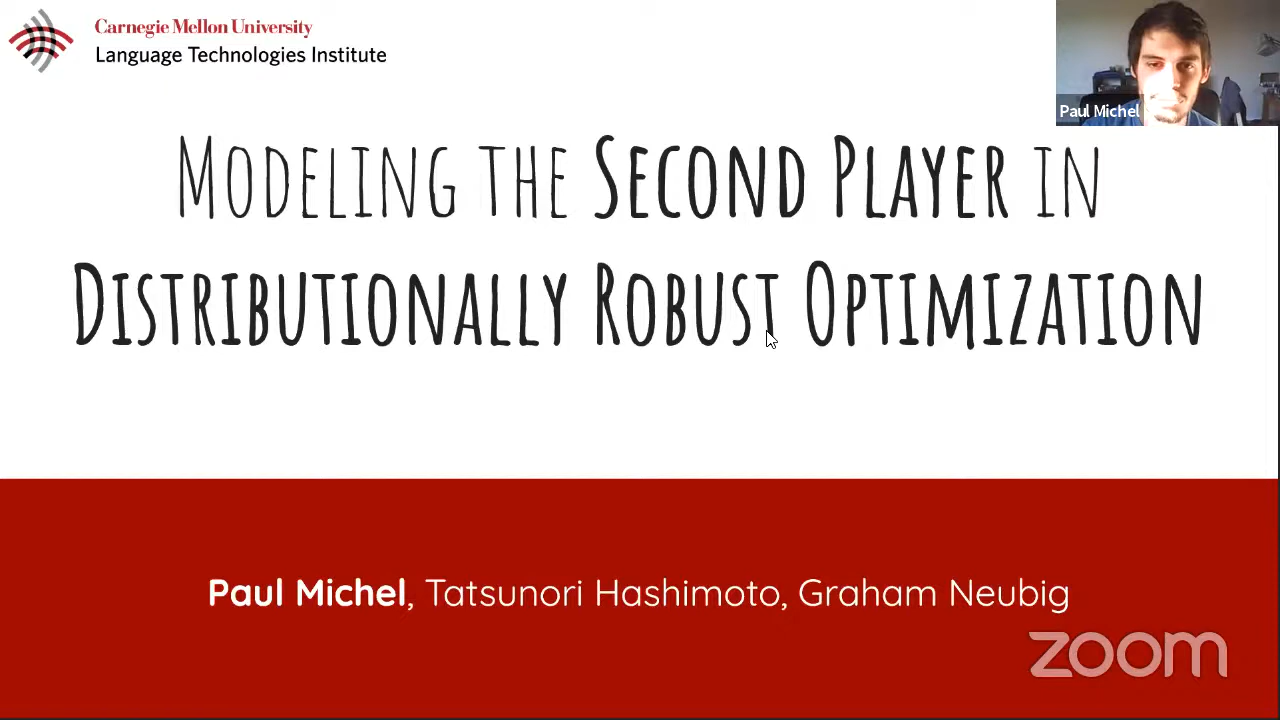 Carnegie Mellon University
Language Technologies Institute
Paul Michel
MODELING THE SECOND PLAYER IN
DISTRIBUTIONALLY ROBUST OPTIMIZATION
Paul Michel, Tatsunori Hashimoto, Graham Neubig
zoom